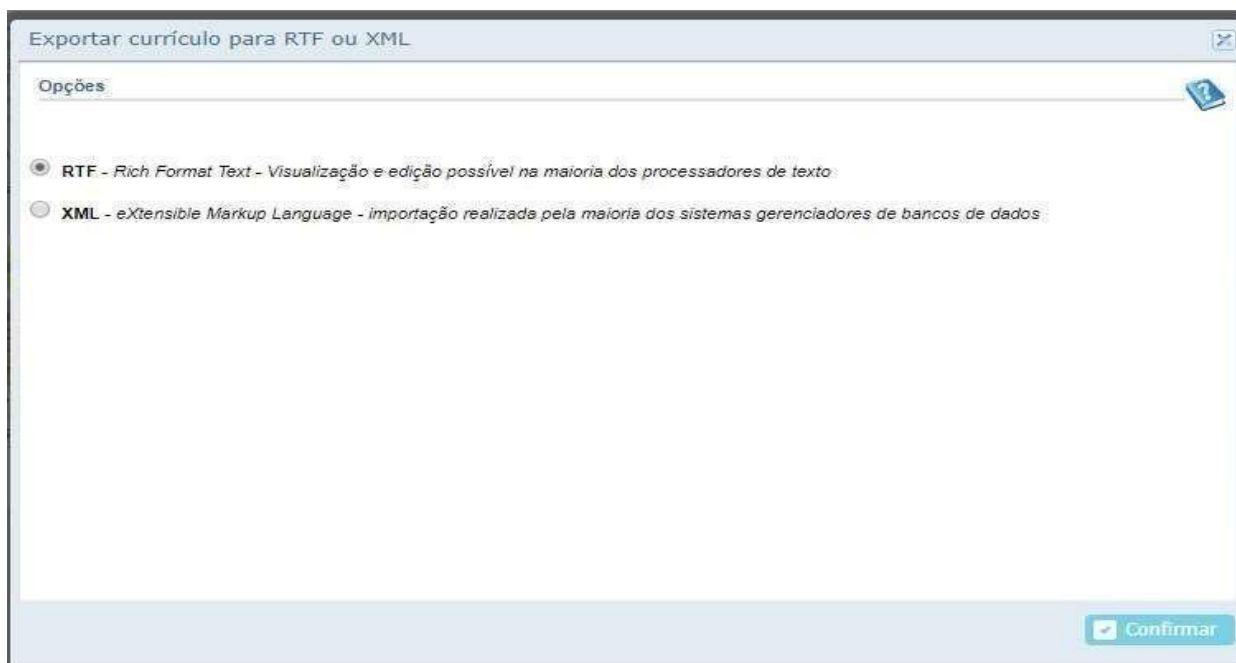 Exportar currículo para RTF ou XML
Opções
?
RTF - Rich Format Text - Visualização e edição possível na maioria dos processadores de texto
XML - eXtensible Markup Language - importação realizada pela maioria dos sistemas gerenciadores de bancos de dados
Confirmar